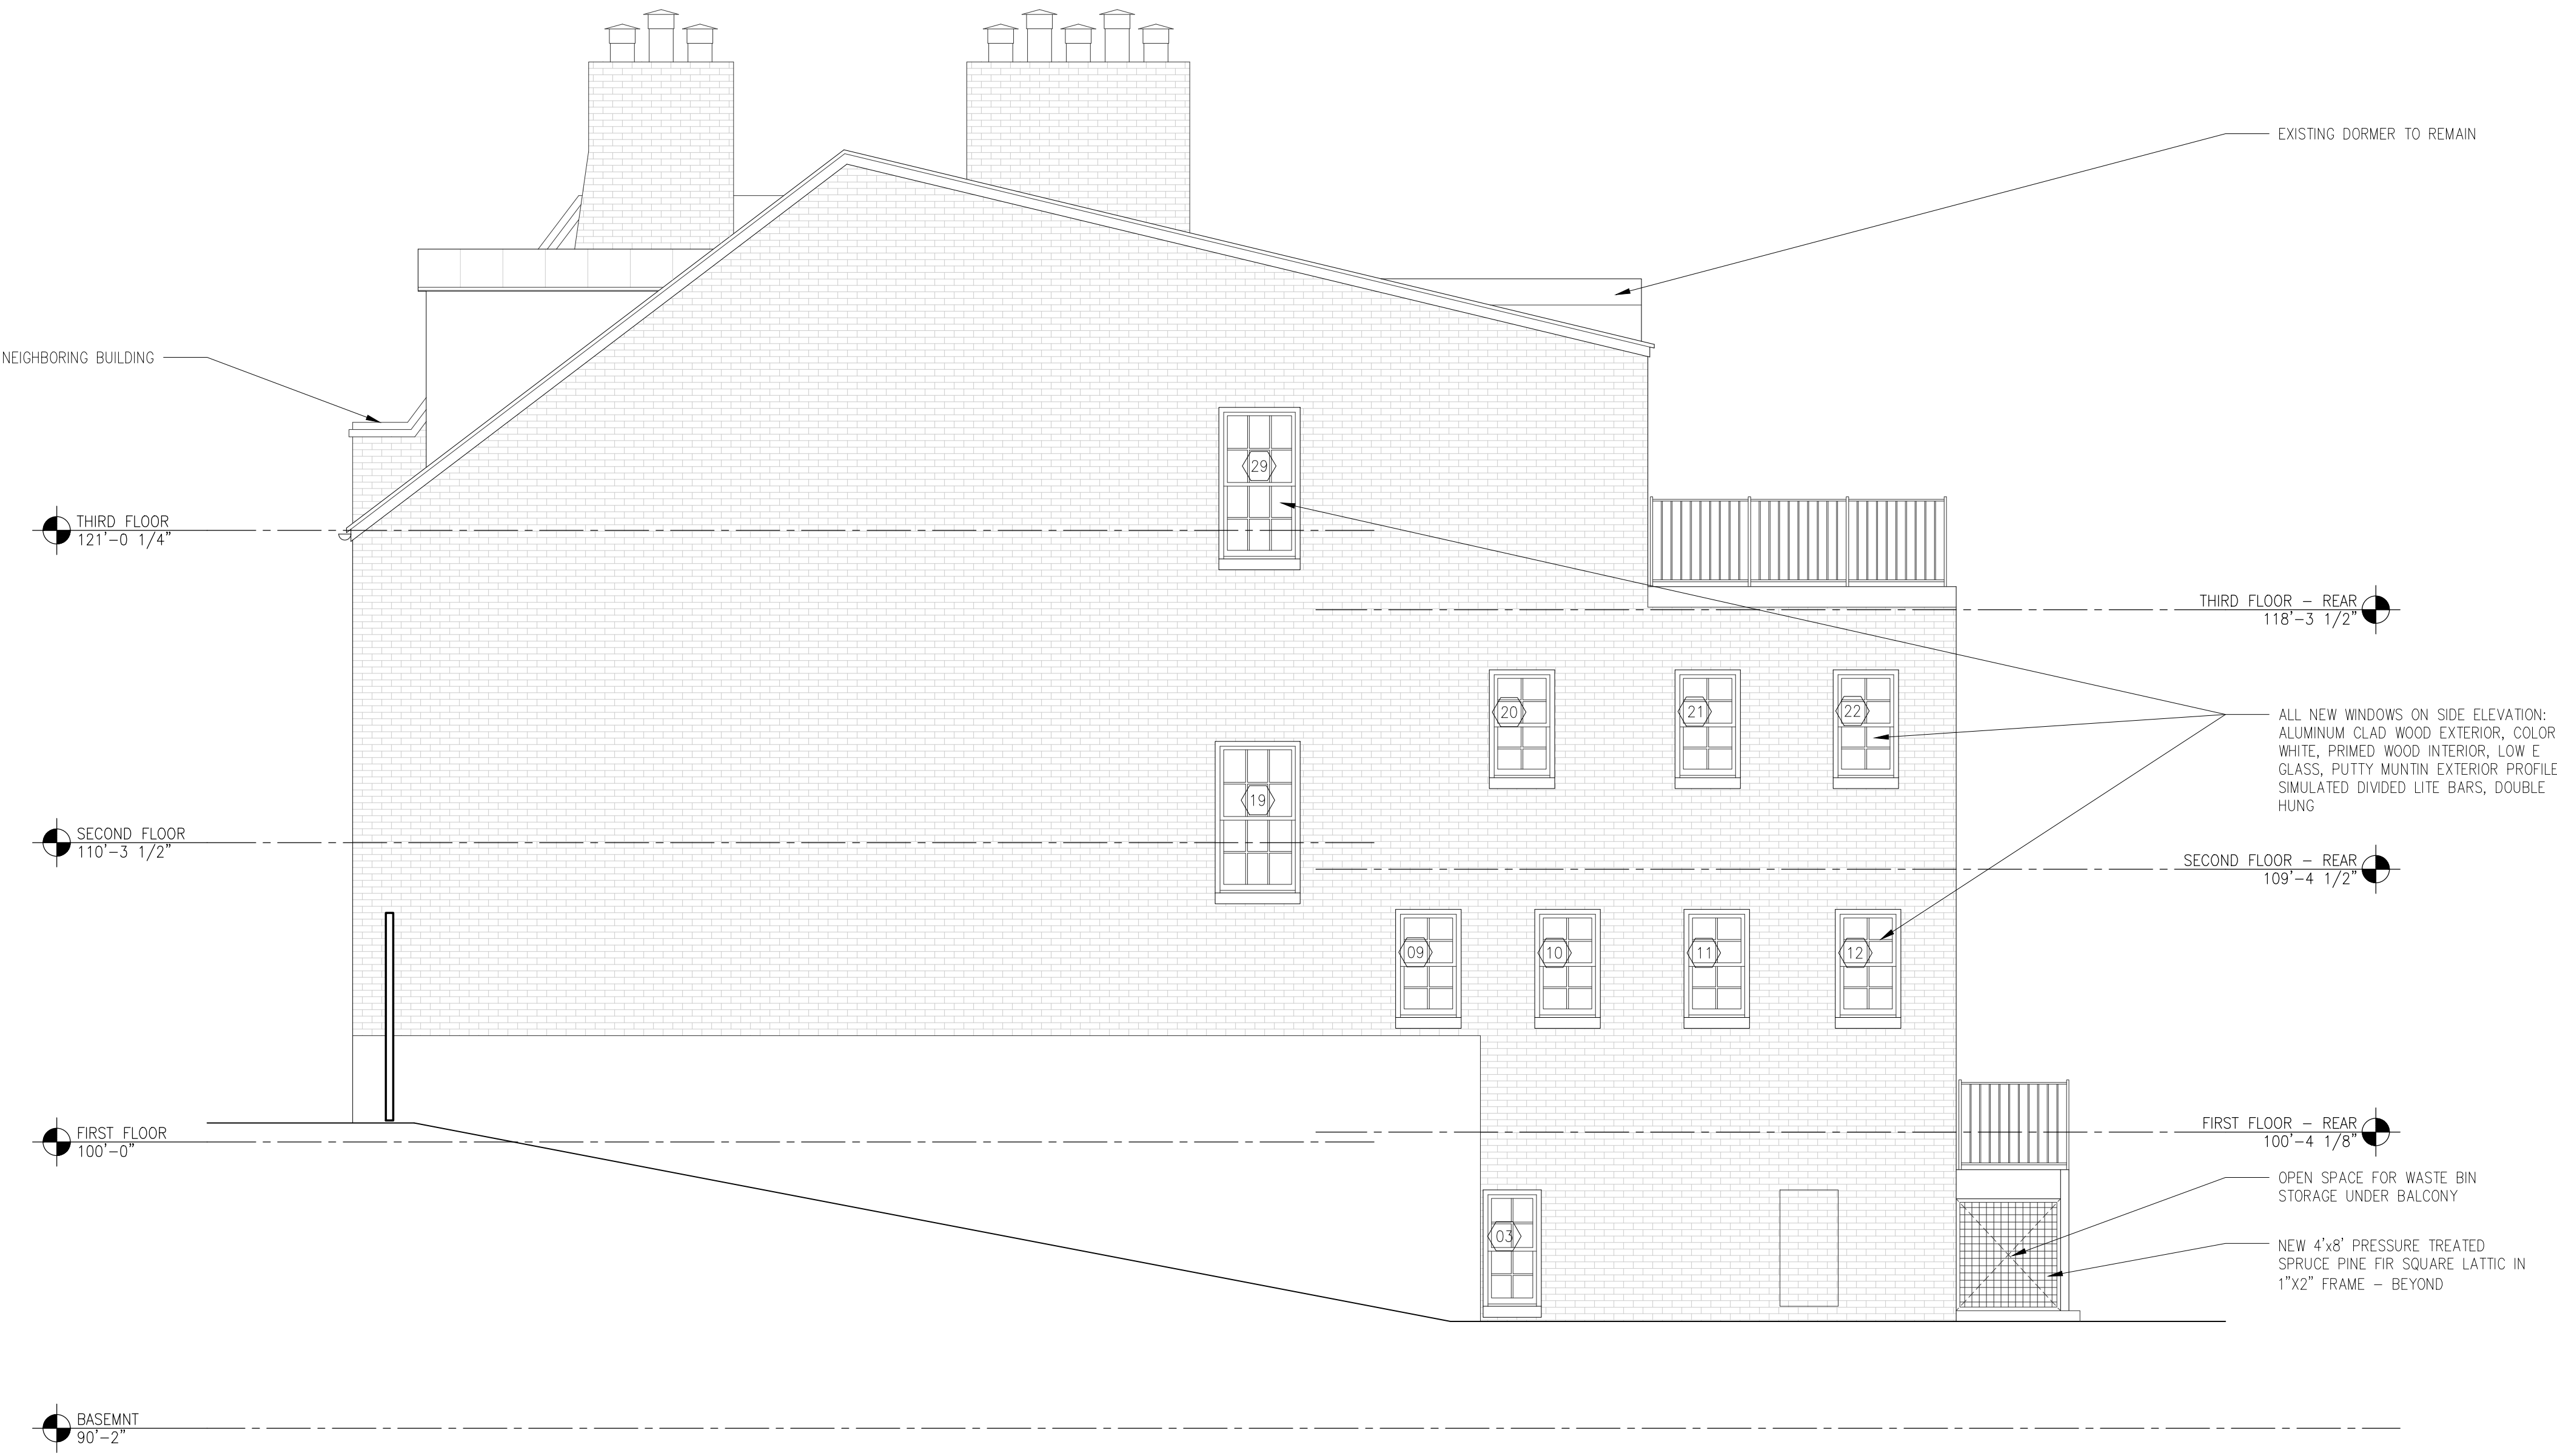 EXISTING DORMER TO REMAIN
NEIGHBORING BUILDING
29
THIRD FLOOR
121'-0 1/4"
THIRD FLOOR - REAR
118'-3 1/2"
20
21
22
ALL NEW WINDOWS ON SIDE ELEVATION:
ALUMINUM CLAD WOOD EXTERIOR, COLOR
WHITE, PRIMED WOOD INTERIOR, LOW E
GLASS, PUTTY MUNTIN EXTERIOR PROFILE
SIMULATED DIVIDED LITE BARS, DOUBLE
HUNG
19
SECOND FLOOR
110'-3 1/2"
SECOND FLOOR - REAR
109'-4 1/2"
09
10
11
12
FIRST FLOOR
100'-0"
FIRST FLOOR - REAR
100'-4 1/8"
OPEN SPACE FOR WASTE BIN
STORAGE UNDER BALCONY
03
NEW 4'x8' PRESSURE TREATED
SPRUCE PINE FIR SQUARE LATTIC IN
1"X2" FRAME - BEYOND
BASEMNT
90'-2"